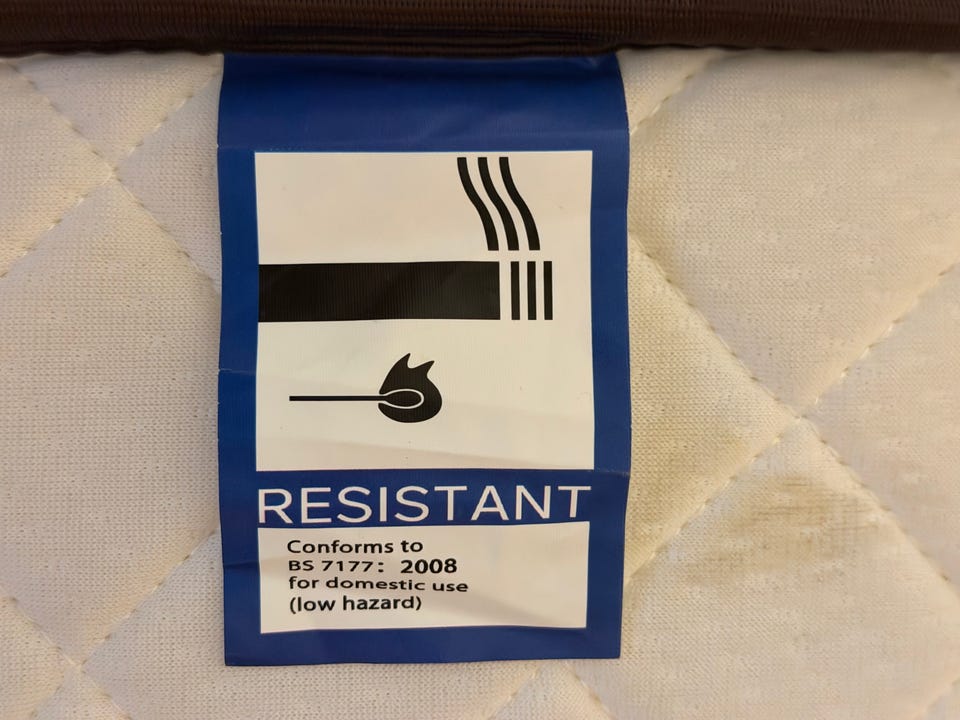 RESISTANT
Conforms to
BS 7177: 2008
for domestic use
(low hazard)